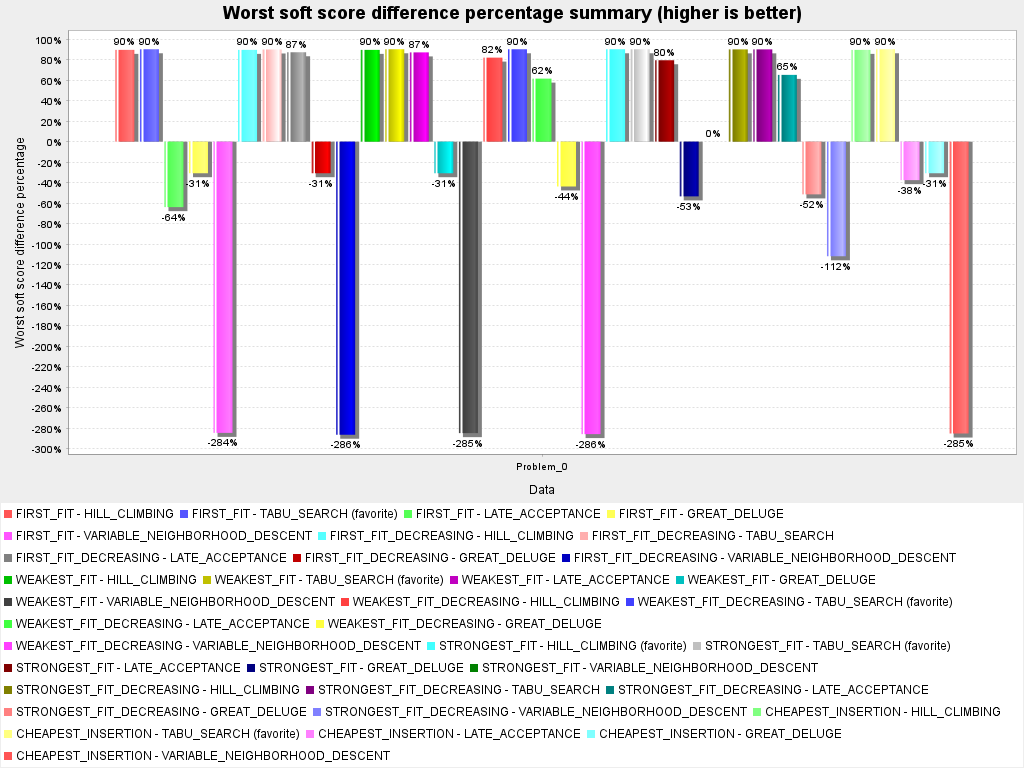 Worst soft score difference percentage summary (higher is better)
Worst soft score difference percentage
100%
80%
60%
40%
20%
0%
-20%
-40%
-60%
-80%
-100%
-120%
-140%
-160%
-180%
-200%
-220%
-240%
-260%
-280%
-300%
90% 90% -64% -31% -284% 90% 90% 87% -31% -286% 90% 90% 87% -31% -285% 82% 90% 62% -44% -286% 90% 90% 80% -53% 0% 90% 90% 65% -52% -112% 90% 90% -38% -31% -285%
Problem_0
Data
FIRST_FIT - HILL_CLIMBING FIRST_FIT - TABU_SEARCH (favorite) FIRST_FIT - LATE_ACCEPTANCE FIRST_FIT - GREAT_DELUGE
FIRST_FIT - VARIABLE_NEIGHBORHOOD_DESCENT FIRST_FIT_DECREASING - HILL_CLIMBING FIRST_FIT_DECREASING - TABU_SEARCH
FIRST_FIT_DECREASING - LATE_ACCEPTANCE FIRST_FIT_DECREASING - GREAT_DELUGE FIRST_FIT_DECREASING - VARIABLE_NEIGHBORHOOD_DESCENT
WEAKEST_FIT - HILL_CLIMBING WEAKEST_FIT - TABU_SEARCH (favorite) WEAKEST_FIT - LATE_ACCEPTANCE WEAKEST_FIT - GREAT_DELUGE
WEAKEST_FIT - VARIABLE_NEIGHBORHOOD_DESCENT WEAKEST_FIT_DECREASING - HILL_CLIMBING WEAKEST_FIT_DECREASING - TABU_SEARCH (favorite)
WEAKEST_FIT_DECREASING - LATE_ACCEPTANCE WEAKEST_FIT_DECREASING - GREAT_DELUGE
WEAKEST_FIT_DECREASING - VARIABLE_NEIGHBORHOOD_DESCENT STRONGEST_FIT - HILL_CLIMBING (favorite) STRONGEST_FIT - TABU_SEARCH (favorite)
STRONGEST_FIT - LATE_ACCEPTANCE STRONGEST_FIT - GREAT_DELUGE STRONGEST_FIT - VARIABLE_NEIGHBORHOOD_DESCENT
STRONGEST_FIT_DECREASING - HILL_CLIMBING STRONGEST_FIT_DECREASING - TABU_SEARCH STRONGEST_FIT_DECREASING - LATE_ACCEPTANCE
STRONGEST_FIT_DECREASING - GREAT_DELUGE STRONGEST_FIT_DECREASING - VARIABLE_NEIGHBORHOOD_DESCENT CHEAPEST_INSERTION - HILL_CLIMBING
CHEAPEST_INSERTION - TABU_SEARCH (favorite) CHEAPEST_INSERTION - LATE_ACCEPTANCE CHEAPEST_INSERTION - GREAT_DELUGE
CHEAPEST_INSERTION - VARIABLE_NEIGHBORHOOD_DESCENT